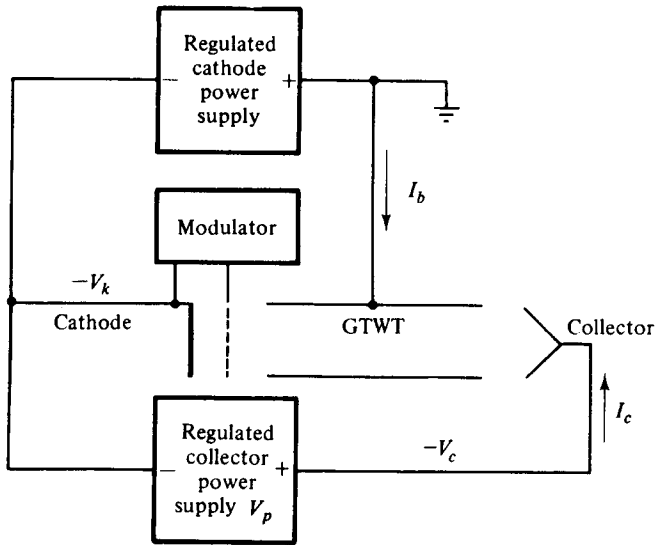 Regulated
cathode
power
supply
−
+
I_b
Modulator
−V_k
Cathode
GTWT
Collector
Regulated
collector
power
supply V_p
−
+
−V_c
I_c